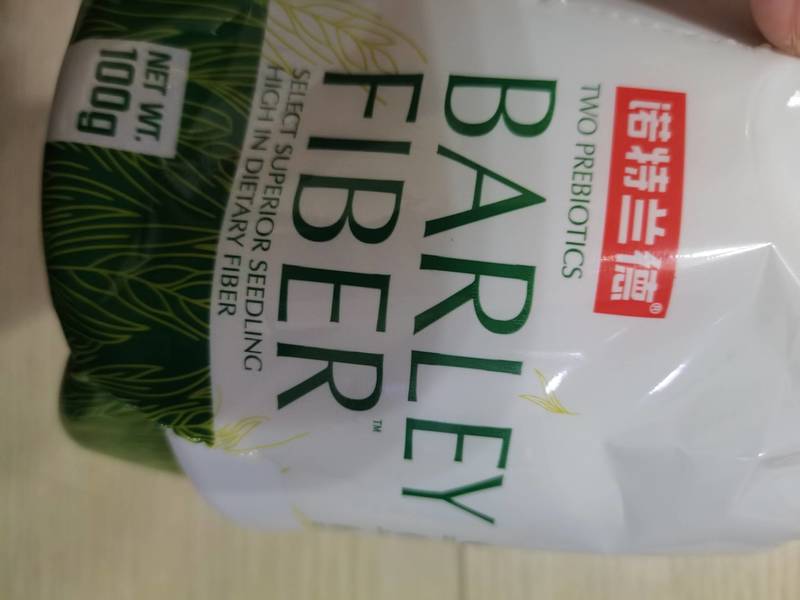 诺特兰德®
TWO PREBIOTICS
BARLEY
FIBER™
SELECT SUPERIOR SEEDLING
HIGH IN DIETARY FIBER
NET WT.
100g